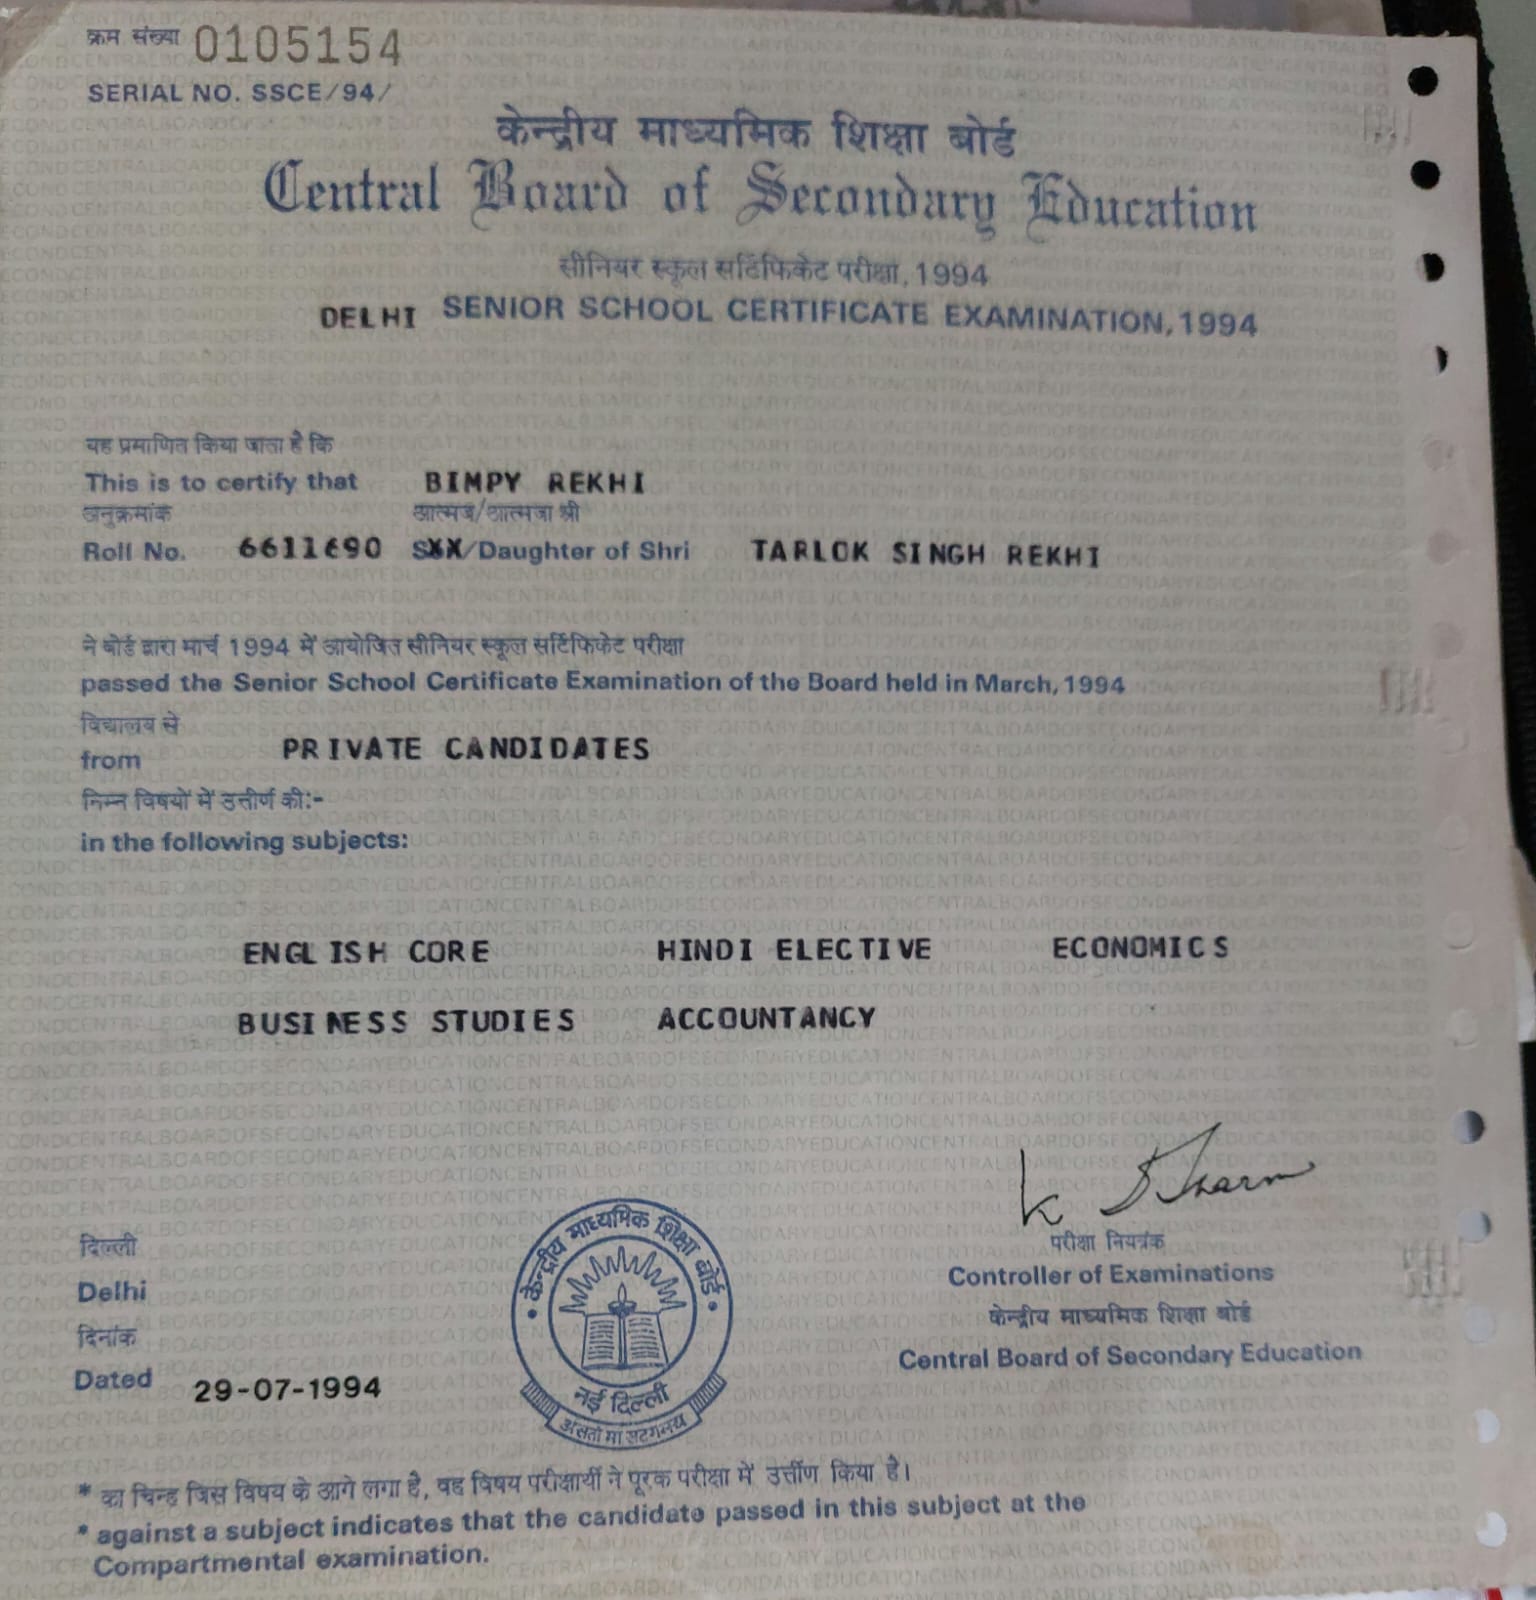 क्रम संख्या 0105154
SERIAL NO. SSCE/94/
केन्द्रीय माध्यमिक शिक्षा बोर्ड
Central Board of Secondary Education
सीनियर स्कूल सर्टिफिकेट परीक्षा, 1994
DELHI SENIOR SCHOOL CERTIFICATE EXAMINATION, 1994
यह प्रमाणित किया जाता है कि
This is to certify that BIMPY REKHI
अनुक्रमांक आत्मज/आत्मजा श्री
Roll No. 6611690 SXX/Daughter of Shri TARLOK SINGH REKHI
ने बोर्ड द्वारा मार्च 1994 में आयोजित सीनियर स्कूल सर्टिफिकेट परीक्षा
passed the Senior School Certificate Examination of the Board held in March, 1994
विद्यालय से
from PRIVATE CANDIDATES
निम्न विषयों में उत्तीर्ण की:-
in the following subjects:
ENGLISH CORE HINDI ELECTIVE ECONOMICS
BUSINESS STUDIES ACCOUNTANCY
K Sharm
परीक्षा नियत्रंक
दिल्ली
Delhi
Controller of Examinations
केन्द्रीय माध्यमिक शिक्षा बोर्ड
दिनांक
Central Board of Secondary Education
Dated 29-07-1994
केन्द्रीय माध्यमिक शिक्षा बोर्ड
नई दिल्ली
असतो मा सदगमय
* का चिन्ह जिस विषय के आगे लगा है, वह विषय परीक्षार्थी ने पूरक परीक्षा में उर्त्तीण किया है।
* against a subject indicates that the candidate passed in this subject at the
Compartmental examination.